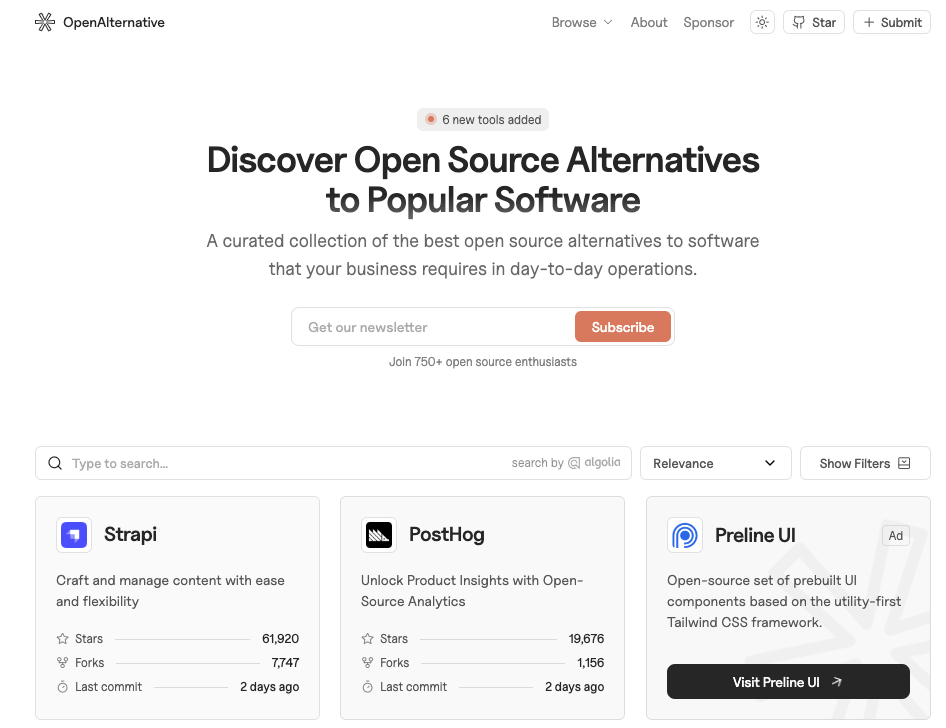 OpenAlternative
Browse
About
Sponsor
Star
Submit
6 new tools added
Discover Open Source Alternatives
to Popular Software
A curated collection of the best open source alternatives to software
that your business requires in day-to-day operations.
Get our newsletter
Subscribe
Join 750+ open source enthusiasts
Type to search...
search by algolia
Relevance
Show Filters
Strapi
Craft and manage content with ease
and flexibility
Stars 61,920
Forks 7,747
Last commit 2 days ago
PostHog
Unlock Product Insights with Open-
Source Analytics
Stars 19,676
Forks 1,156
Last commit 2 days ago
Preline UI
Ad
Open-source set of prebuilt UI
components based on the utility-first
Tailwind CSS framework.
Visit Preline UI